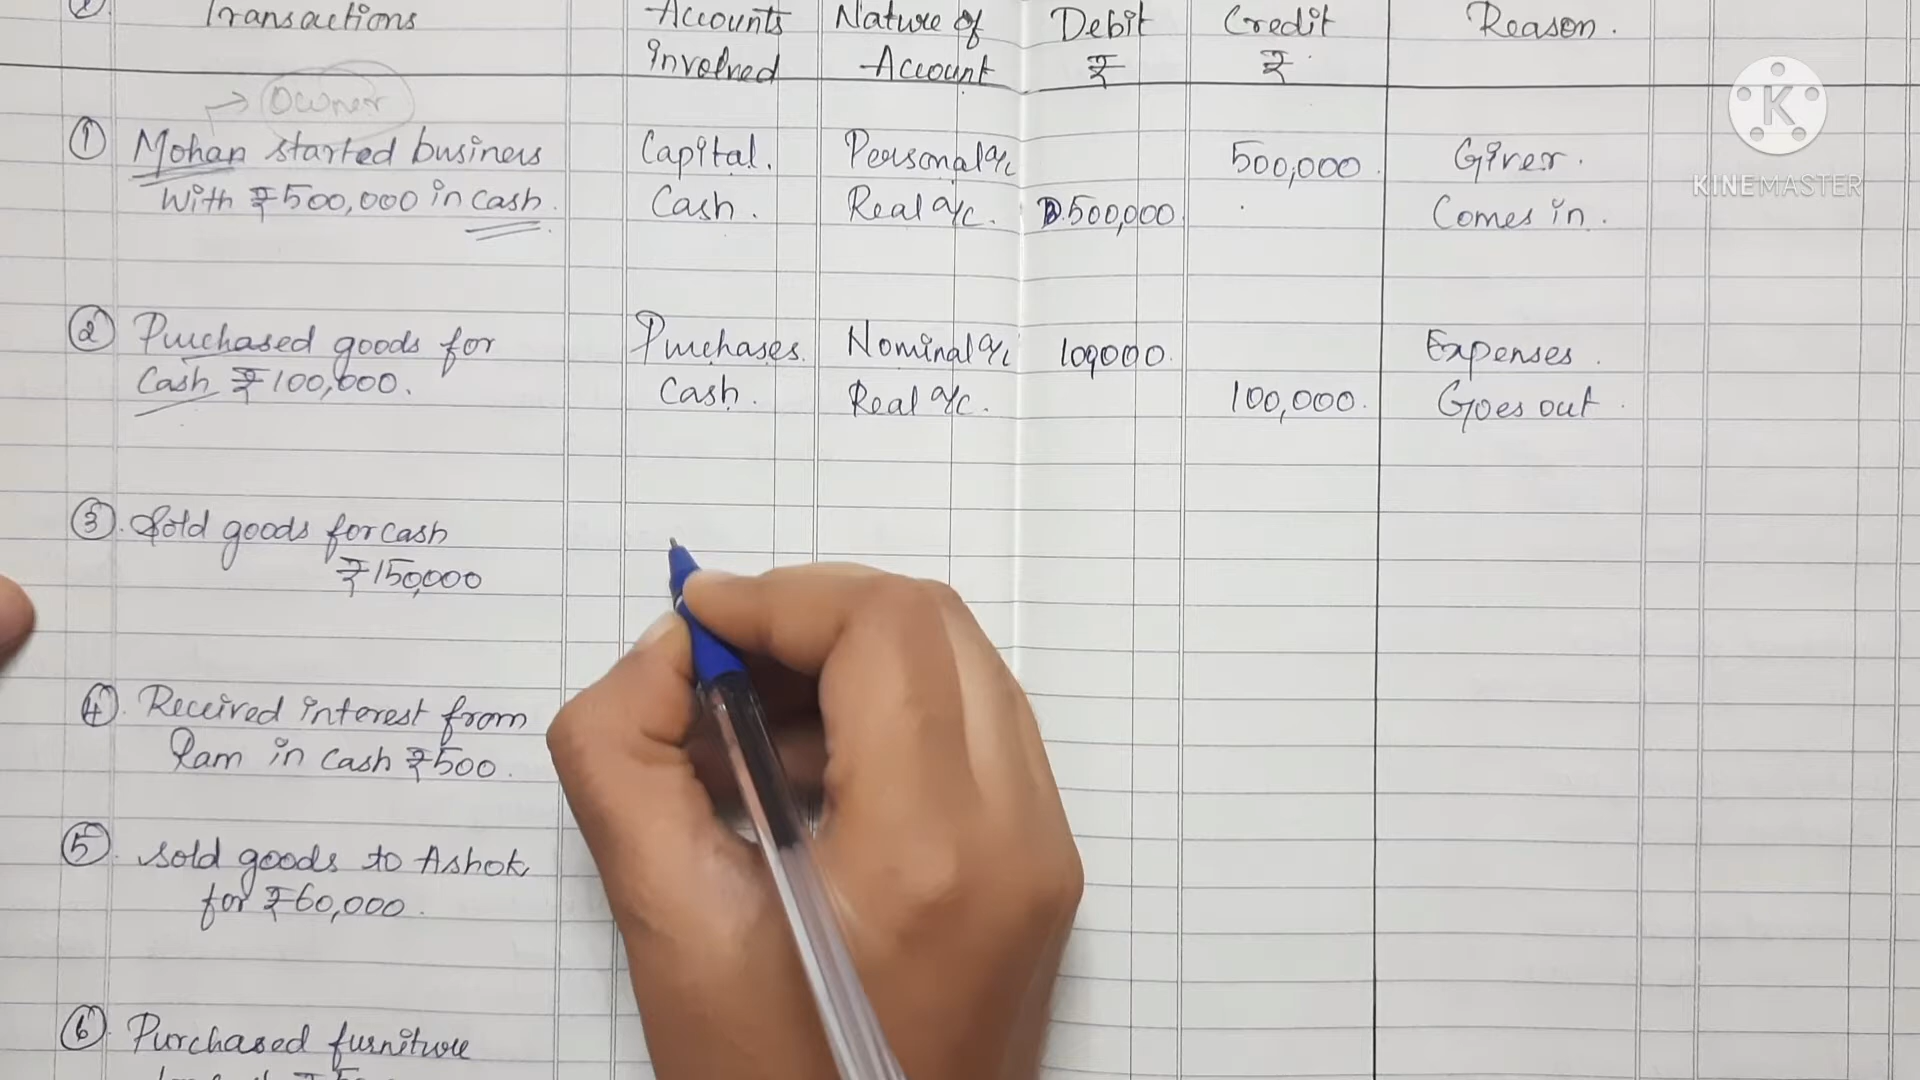 Transactions
Accounts involved
Nature of Account
Debit ₹
Credit ₹
Reason.
→ Owner
① Mohan started business
with ₹500,000 in cash.
Capital. Personal a/c 500,000 Giver.
Cash. Real a/c. 500,000 Comes in.
② Purchased goods for
Cash ₹100,000.
Purchases. Nominal a/c 100000. Expenses.
Cash. Real a/c. 100,000. Goes out.
③. Sold goods for cash
₹150,000
④. Received interest from
Ram in cash ₹500.
⑤. Sold goods to Ashok
for ₹60,000.
⑥. Purchased furniture
K
KINEMASTER